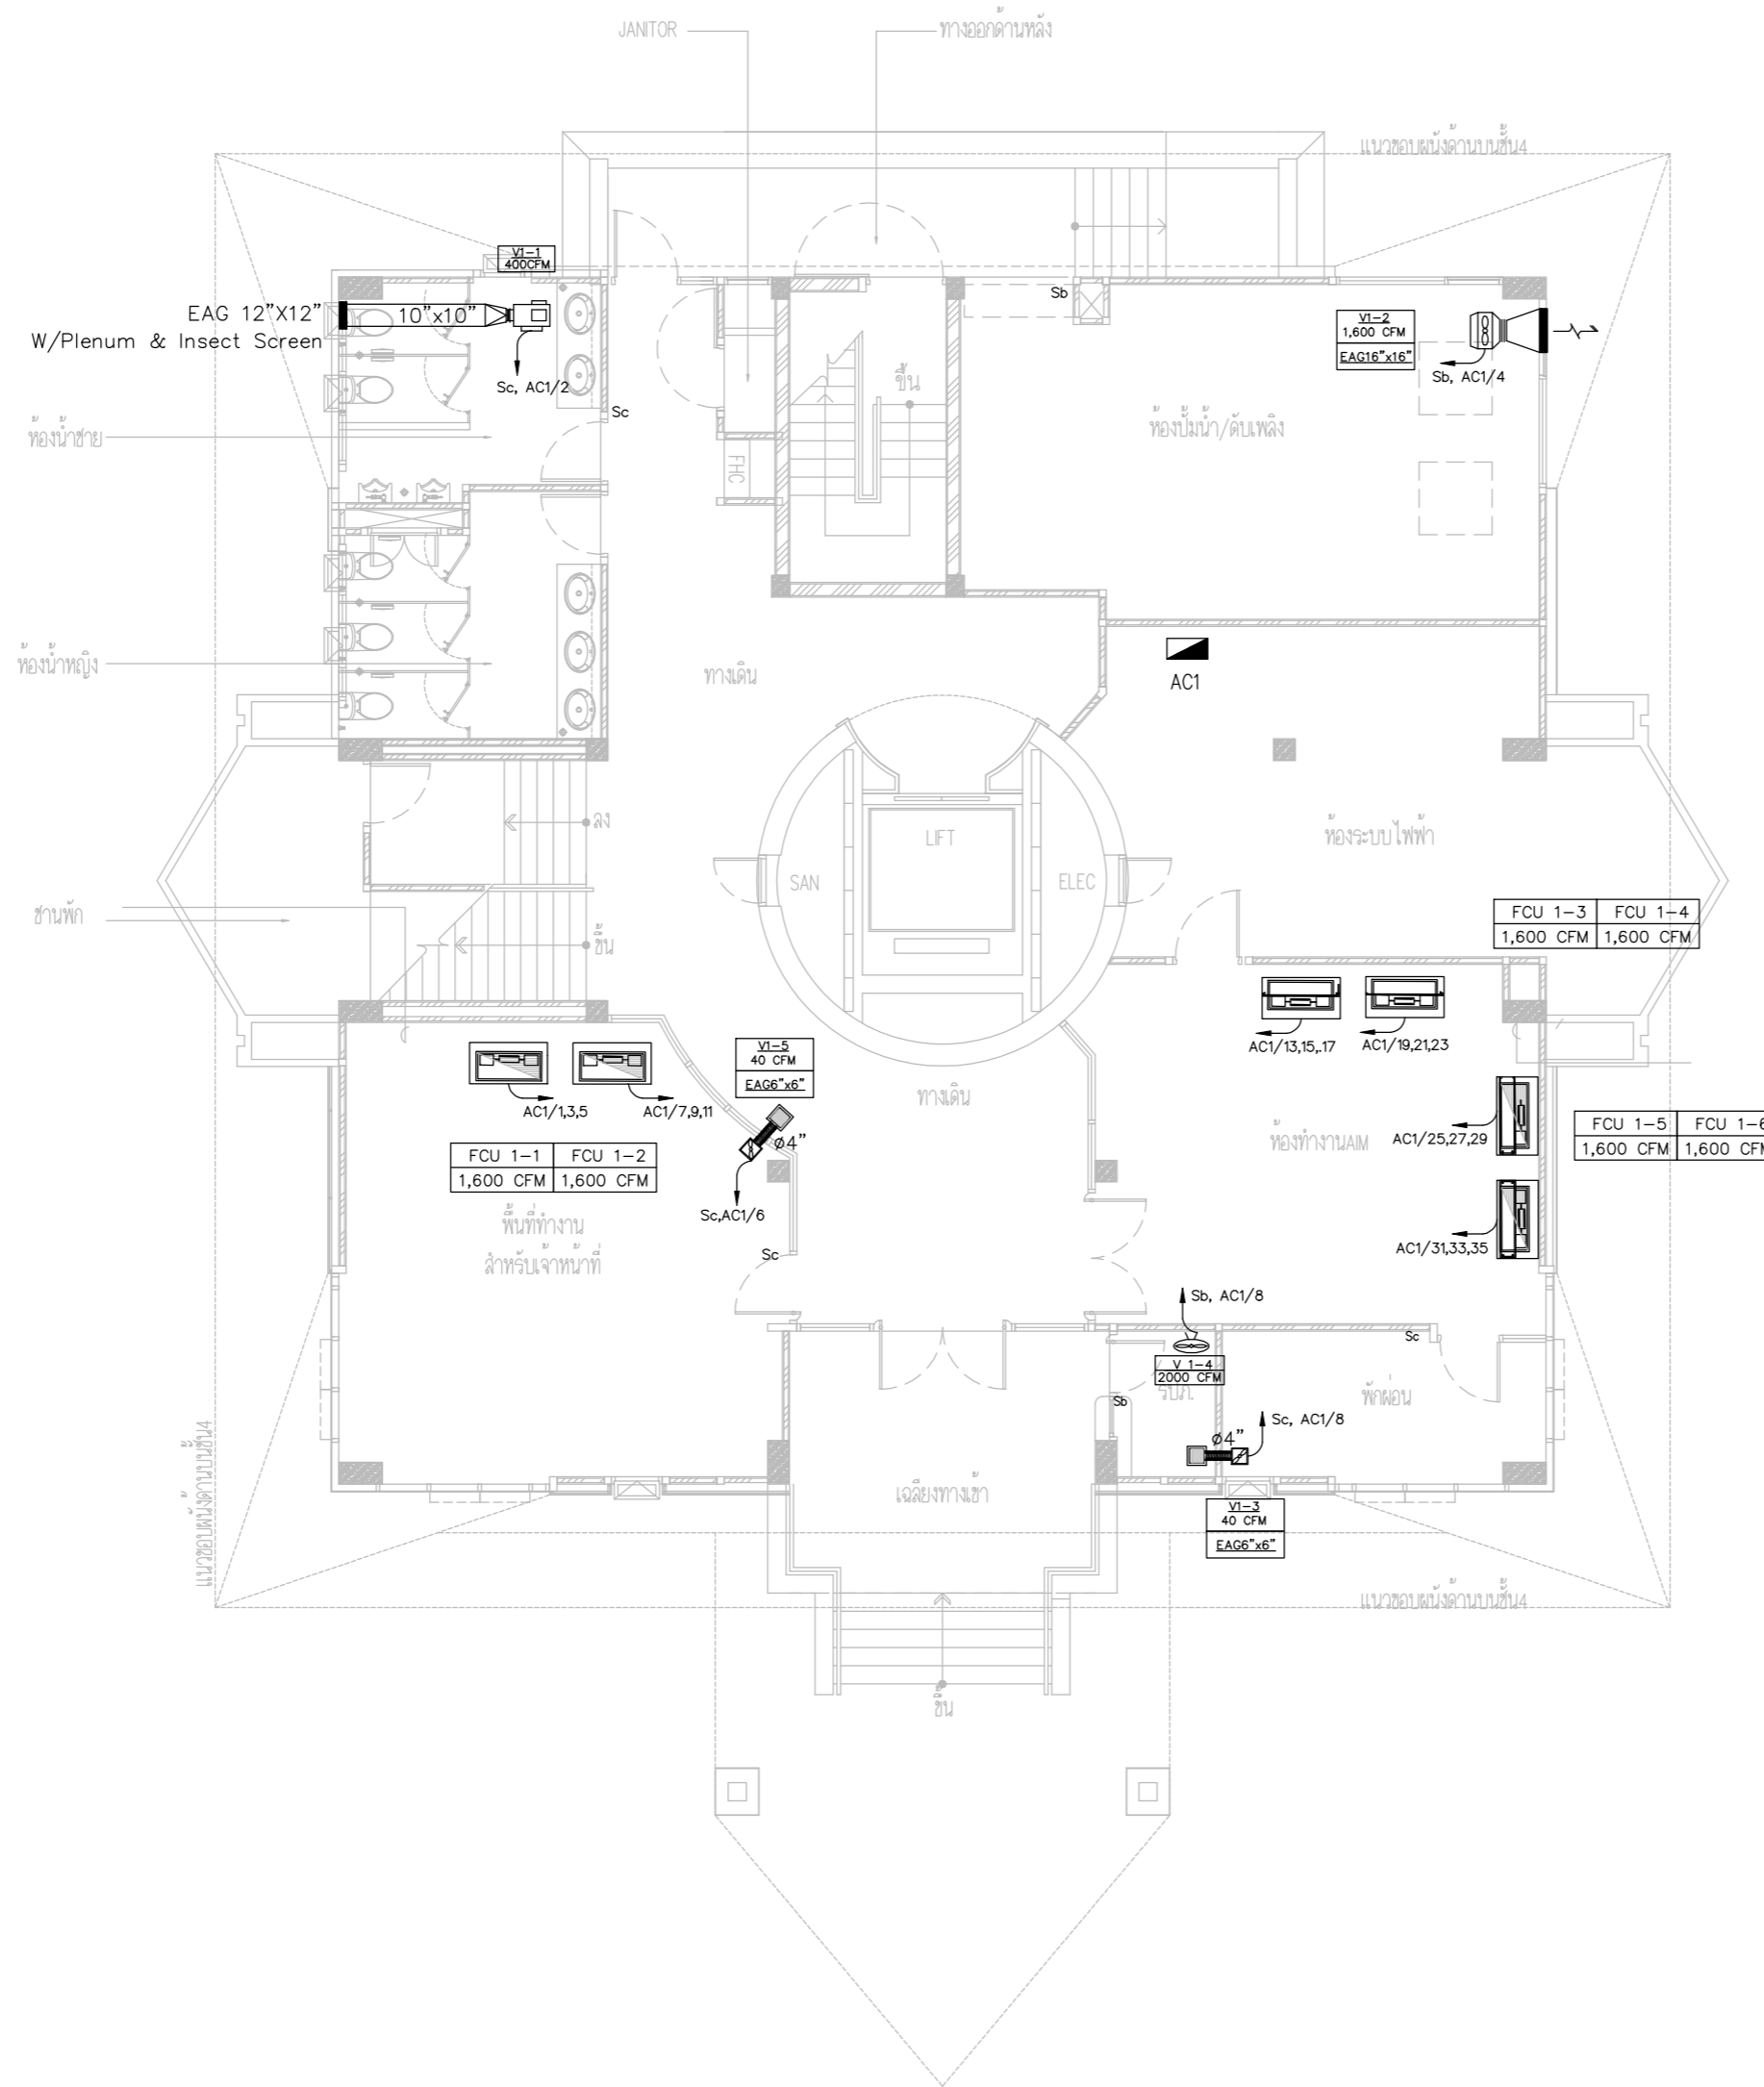 JANITOR
ทางออกด้านหลัง
แนวขอบผนังด้านบนชั้น4
V1-1
400CFM
EAG 12"X12"
W/Plenum & Insect Screen
10"x10"
Sc, AC1/2
Sc
Sb
V1-2
1,600 CFM
EAG16"x16"
Sb, AC1/4
ห้องน้ำชาย
ขึ้น
ห้องปั๊มน้ำ/ดับเพลิง
FHC
ห้องน้ำหญิง
ทางเดิน
AC1
ลง
LIFT
SAN
ELEC
ห้องระบบไฟฟ้า
ชานพัก
ขึ้น
FCU 1-3 FCU 1-4
1,600 CFM 1,600 CFM
AC1/13,15,.17
AC1/19,21,23
V1-5
40 CFM
EAG6"x6"
AC1/1,3,5
AC1/7,9,11
ø4"
ทางเดิน
ห้องทำงานAIM
AC1/25,27,29
FCU 1-5 FCU 1-6
1,600 CFM 1,600 CFM
FCU 1-1 FCU 1-2
1,600 CFM 1,600 CFM
Sc,AC1/6
พื้นที่ทำงาน
สำหรับเจ้าหน้าที่
Sc
AC1/31,33,35
Sb, AC1/8
Sc
V 1-4
2000 CFM
รปภ.
พักผ่อน
Sb
Sc, AC1/8
ø4"
แนวขอบผนังด้านบนชั้น4
เฉลียงทางเข้า
V1-3
40 CFM
EAG6"x6"
แนวขอบผนังด้านบนชั้น4
ขึ้น